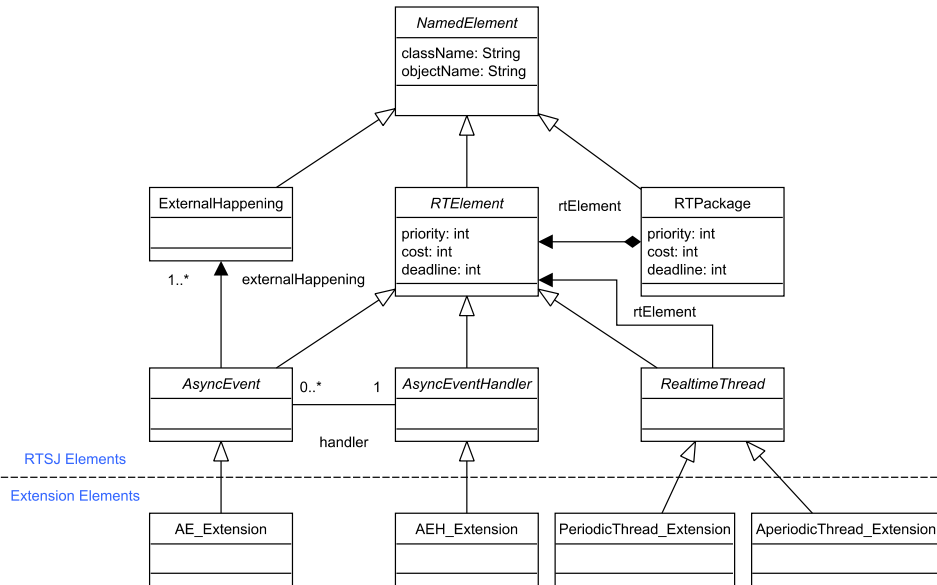 NamedElement
className: String
objectName: String
ExternalHappening
RTElement
priority: int
cost: int
deadline: int
rtElement
RTPackage
priority: int
cost: int
deadline: int
1..*
externalHappening
rtElement
AsyncEvent
0..*
1
AsyncEventHandler
RealtimeThread
handler
RTSJ Elements
Extension Elements
AE_Extension
AEH_Extension
PeriodicThread_Extension
AperiodicThread_Extension